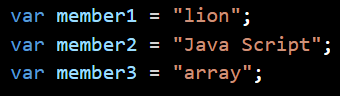 var member1 = "lion";
var member2 = "Java Script";
var member3 = "array";